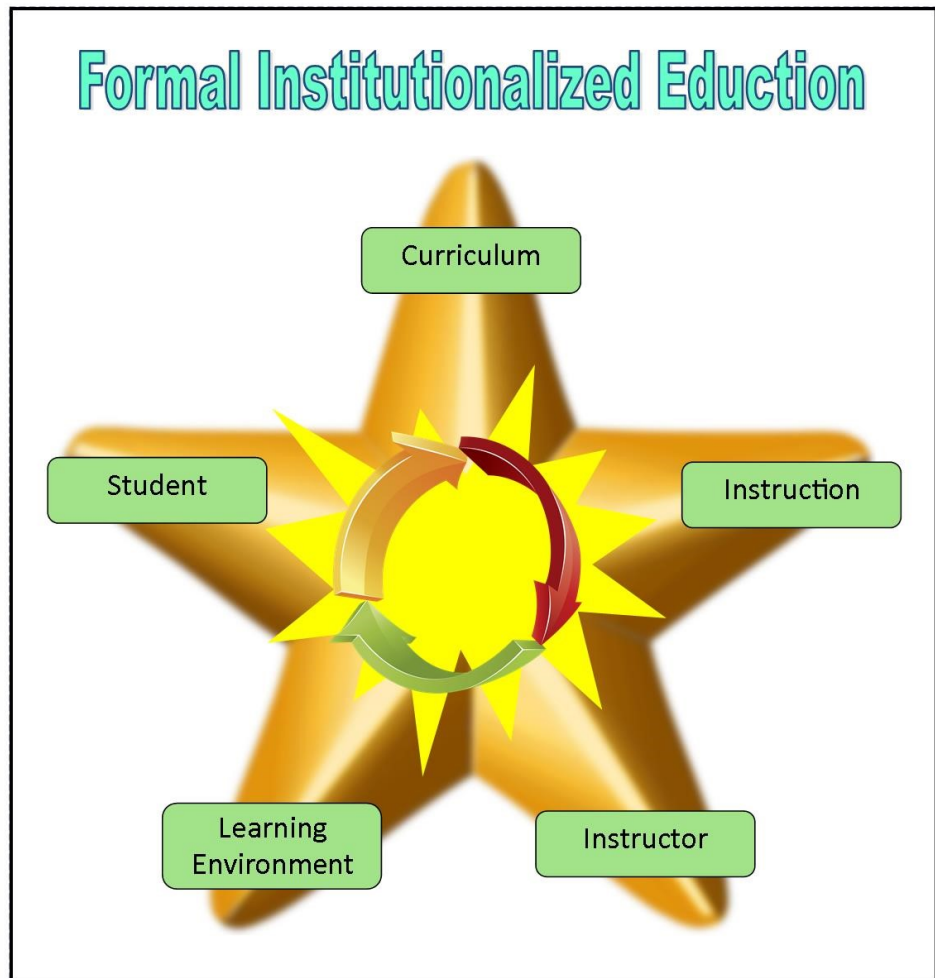 Formal Institutionalized Eduction
Curriculum
Student
Instruction
Learning
Environment
Instructor